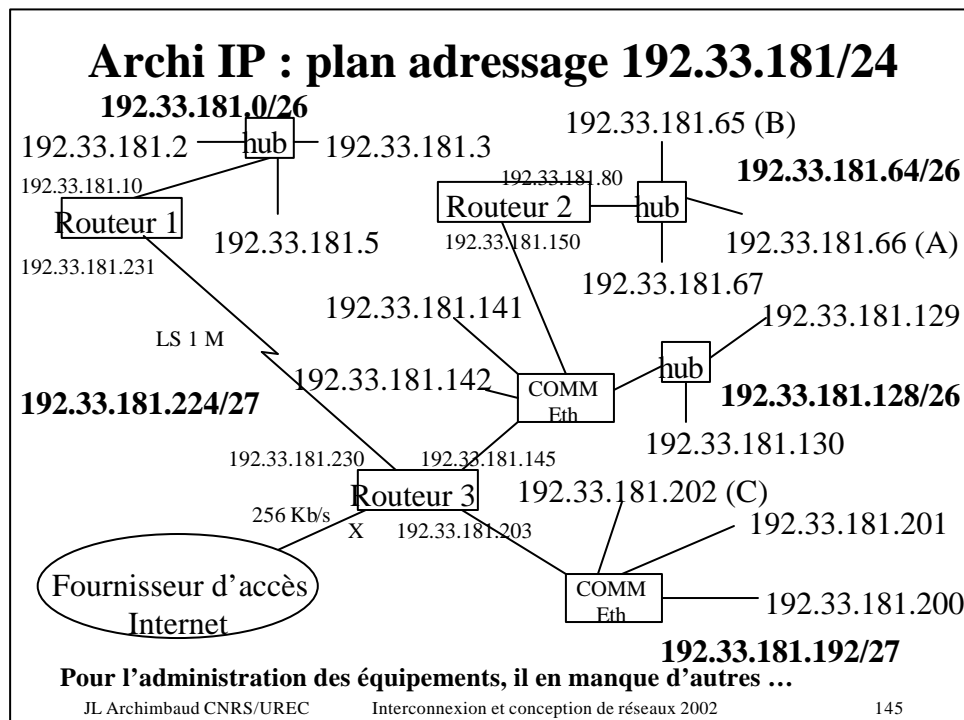 Archi IP : plan adressage 192.33.181/24
192.33.181.0/26
192.33.181.2
hub
192.33.181.3
192.33.181.65 (B)
192.33.181.10
192.33.181.80
192.33.181.64/26
Routeur 1
Routeur 2
hub
192.33.181.5
192.33.181.150
192.33.181.66 (A)
192.33.181.231
192.33.181.67
192.33.181.141
192.33.181.129
LS 1 M
hub
192.33.181.142
COMM
Eth
192.33.181.224/27
192.33.181.128/26
192.33.181.130
192.33.181.230
192.33.181.145
Routeur 3
192.33.181.202 (C)
256 Kb/s
X
192.33.181.203
192.33.181.201
Fournisseur d’accès
Internet
COMM
Eth
192.33.181.200
192.33.181.192/27
Pour l’administration des équipements, il en manque d’autres …
JL Archimbaud CNRS/UREC
Interconnexion et conception de réseaux 2002
145